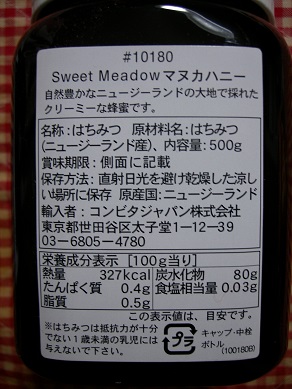 #10180
Sweet Meadowマヌカハニー
自然豊かなニュージーランドの大地で採れた
クリーミーな蜂蜜です。
名称:はちみつ 原材料名:はちみつ
(ニュージーランド産)、内容量:500g
賞味期限:側面に記載
保存方法:直射日光を避け乾燥した涼し
い場所に保存 原産国:ニュージーランド
輸入者:コンビタジャパン株式会社
東京都世田谷区太子堂1-12-39
03-6805-4780
栄養成分表示[100g当り]
熱量 327kcal 炭水化物 80g
たんぱく質 0.4g 食塩相当量 0.03g
脂質 0.5g
この表示値は、目安です。
※はちみつは抵抗力が十分
でない1歳未満の乳児には
与えないで下さい。
プラ
キャップ・中栓
ボトル
(10018OB)